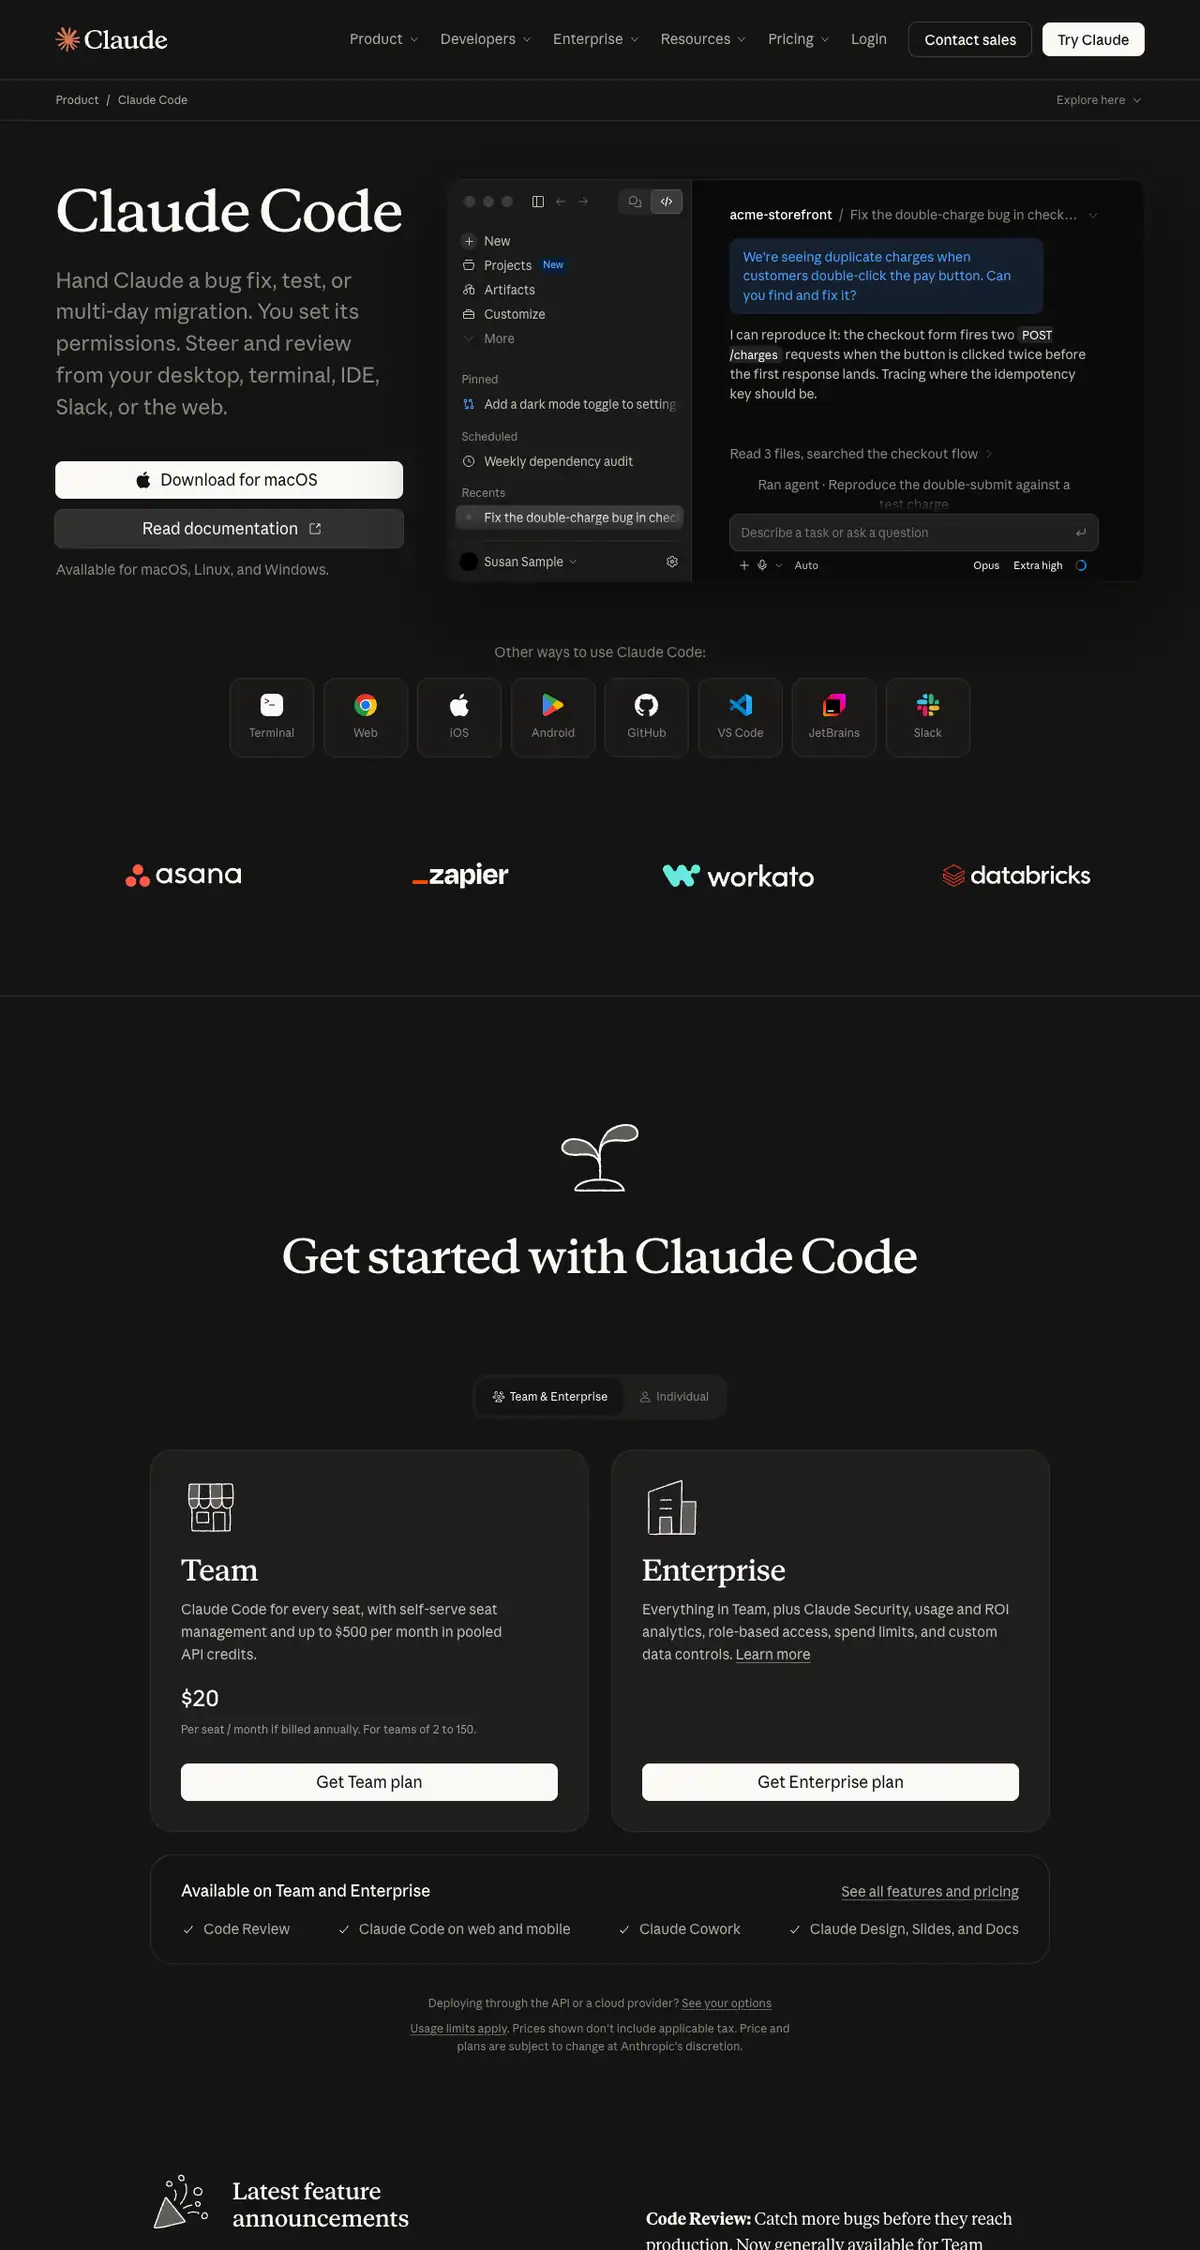 Claude
Product
Developers
Enterprise
Resources
Pricing
Login
Contact sales
Try Claude
Product / Claude Code
Explore here
Claude Code
Hand Claude a bug fix, test, or
multi-day migration. You set its
permissions. Steer and review
from your desktop, terminal, IDE,
Slack, or the web.
Download for macOS
Read documentation
Available for macOS, Linux, and Windows.
New
Projects New
Artifacts
Customize
More
Pinned
Add a dark mode toggle to setting
Scheduled
Weekly dependency audit
Recents
Fix the double-charge bug in chec
Susan Sample
acme-storefront / Fix the double-charge bug in check...
We're seeing duplicate charges when
customers double-click the pay button. Can
you find and fix it?
I can reproduce it: the checkout form fires two POST
/charges requests when the button is clicked twice before
the first response lands. Tracing where the idempotency
key should be.
Read 3 files, searched the checkout flow
Ran agent · Reproduce the double-submit against a
test charge
Describe a task or ask a question
Auto
Opus
Extra high
Other ways to use Claude Code:
Terminal
Web
iOS
Android
GitHub
VS Code
JetBrains
Slack
asana
zapier
workato
databricks
Get started with Claude Code
Team & Enterprise
Individual
Team
Claude Code for every seat, with self-serve seat
management and up to $500 per month in pooled
API credits.
$20
Per seat / month if billed annually. For teams of 2 to 150.
Get Team plan
Enterprise
Everything in Team, plus Claude Security, usage and ROI
analytics, role-based access, spend limits, and custom
data controls. Learn more
Get Enterprise plan
Available on Team and Enterprise
See all features and pricing
Code Review
Claude Code on web and mobile
Claude Cowork
Claude Design, Slides, and Docs
Deploying through the API or a cloud provider? See your options
Usage limits apply. Prices shown don't include applicable tax. Price and
plans are subject to change at Anthropic's discretion.
Latest feature
announcements
Code Review: Catch more bugs before they reach
production. Now generally available for Team